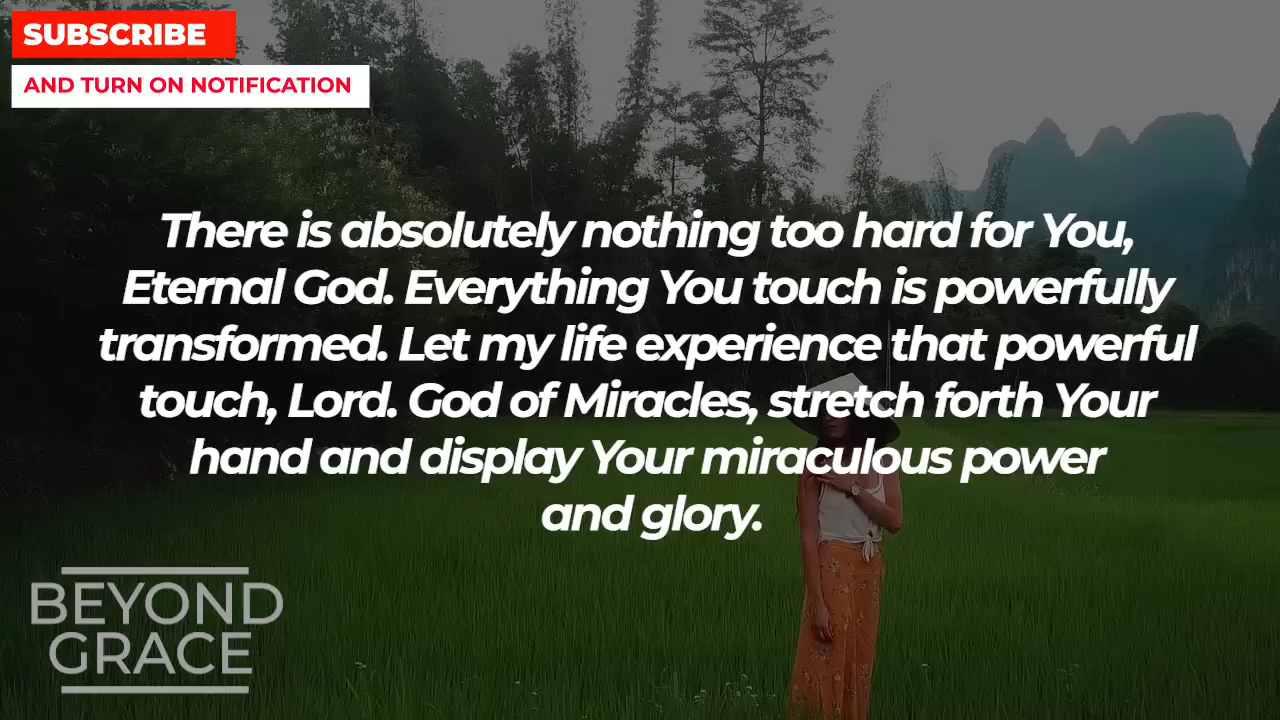 SUBSCRIBE
AND TURN ON NOTIFICATION
There is absolutely nothing too hard for You,
Eternal God. Everything You touch is powerfully
transformed. Let my life experience that powerful
touch, Lord. God of Miracles, stretch forth Your
hand and display Your miraculous power
and glory.
BEYOND
GRACE